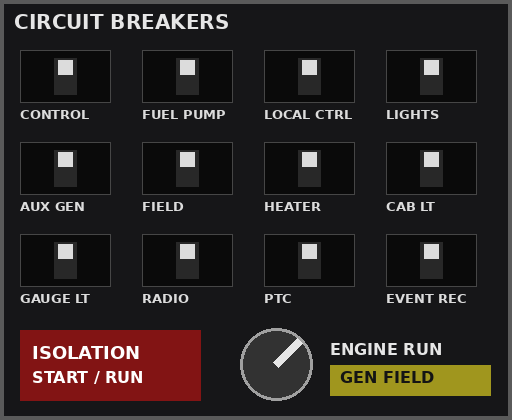 CIRCUIT BREAKERS
CONTROL FUEL PUMP LOCAL CTRL LIGHTS
AUX GEN FIELD HEATER CAB LT
GAUGE LT RADIO PTC EVENT REC
ISOLATION
START / RUN
ENGINE RUN
GEN FIELD